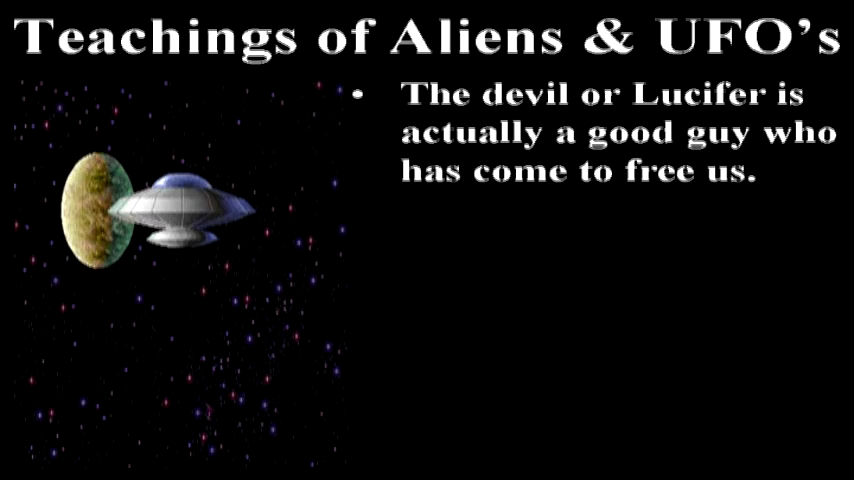 Teachings of Aliens & UFO’s
• The devil or Lucifer is
actually a good guy who
has come to free us.